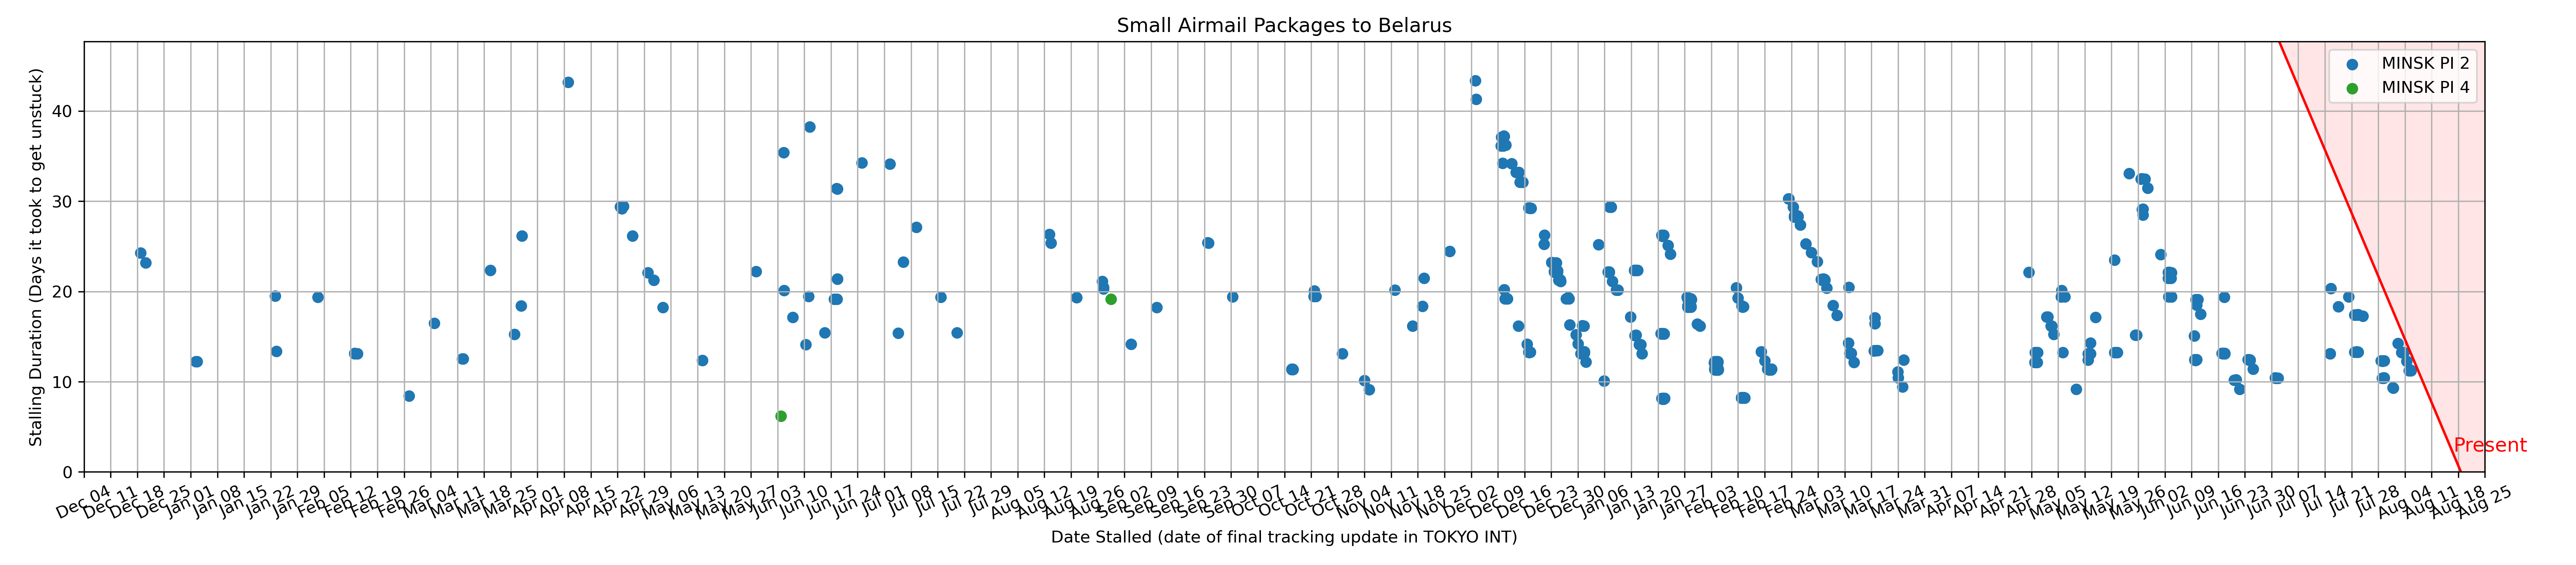 Small Airmail Packages to Belarus
MINSK PI 2
MINSK PI 4
Stalling Duration (Days it took to get unstuck)
40
30
20
10
0
Present
Dec 04
Dec 11
Dec 18
Dec 25
Jan 01
Jan 08
Jan 15
Jan 22
Jan 29
Feb 05
Feb 12
Feb 19
Feb 26
Mar 04
Mar 11
Mar 18
Mar 25
Apr 01
Apr 08
Apr 15
Apr 22
Apr 29
May 06
May 13
May 20
May 27
Jun 03
Jun 10
Jun 17
Jun 24
Jul 01
Jul 08
Jul 15
Jul 22
Jul 29
Aug 05
Aug 12
Aug 19
Aug 26
Sep 02
Sep 09
Sep 16
Sep 23
Sep 30
Oct 07
Oct 14
Oct 21
Oct 28
Nov 04
Nov 11
Nov 18
Nov 25
Dec 02
Dec 09
Dec 16
Dec 23
Dec 30
Jan 06
Jan 13
Jan 20
Jan 27
Feb 03
Feb 10
Feb 17
Feb 24
Mar 03
Mar 10
Mar 17
Mar 24
Mar 31
Apr 07
Apr 14
Apr 21
Apr 28
May 05
May 12
May 19
May 26
Jun 02
Jun 09
Jun 16
Jun 23
Jun 30
Jul 07
Jul 14
Jul 21
Jul 28
Aug 04
Aug 11
Aug 18
Aug 25
Date Stalled (date of final tracking update in TOKYO INT)